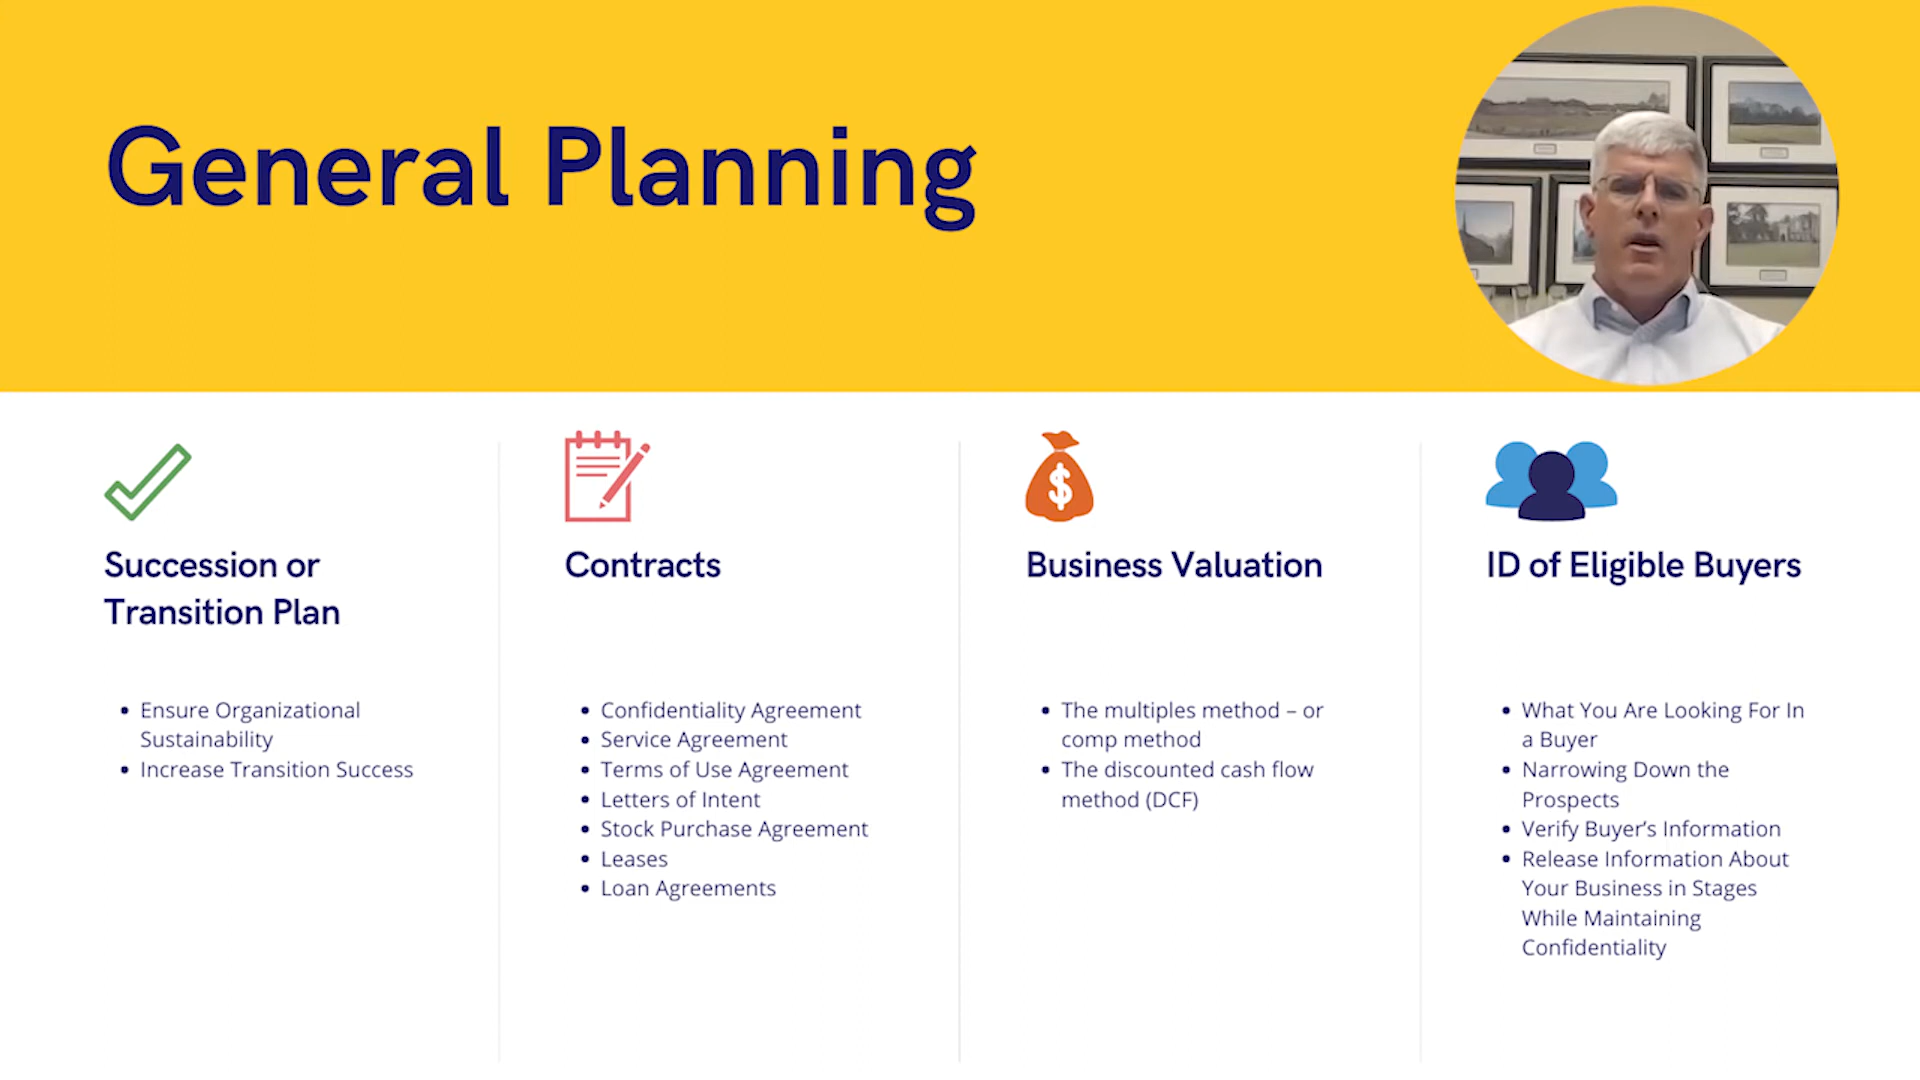 General Planning
Succession or
Transition Plan
• Ensure Organizational
Sustainability
• Increase Transition Success
Contracts
• Confidentiality Agreement
• Service Agreement
• Terms of Use Agreement
• Letters of Intent
• Stock Purchase Agreement
• Leases
• Loan Agreements
$
Business Valuation
• The multiples method – or
comp method
• The discounted cash flow
method (DCF)
ID of Eligible Buyers
• What You Are Looking For In
a Buyer
• Narrowing Down the
Prospects
• Verify Buyer’s Information
• Release Information About
Your Business in Stages
While Maintaining
Confidentiality